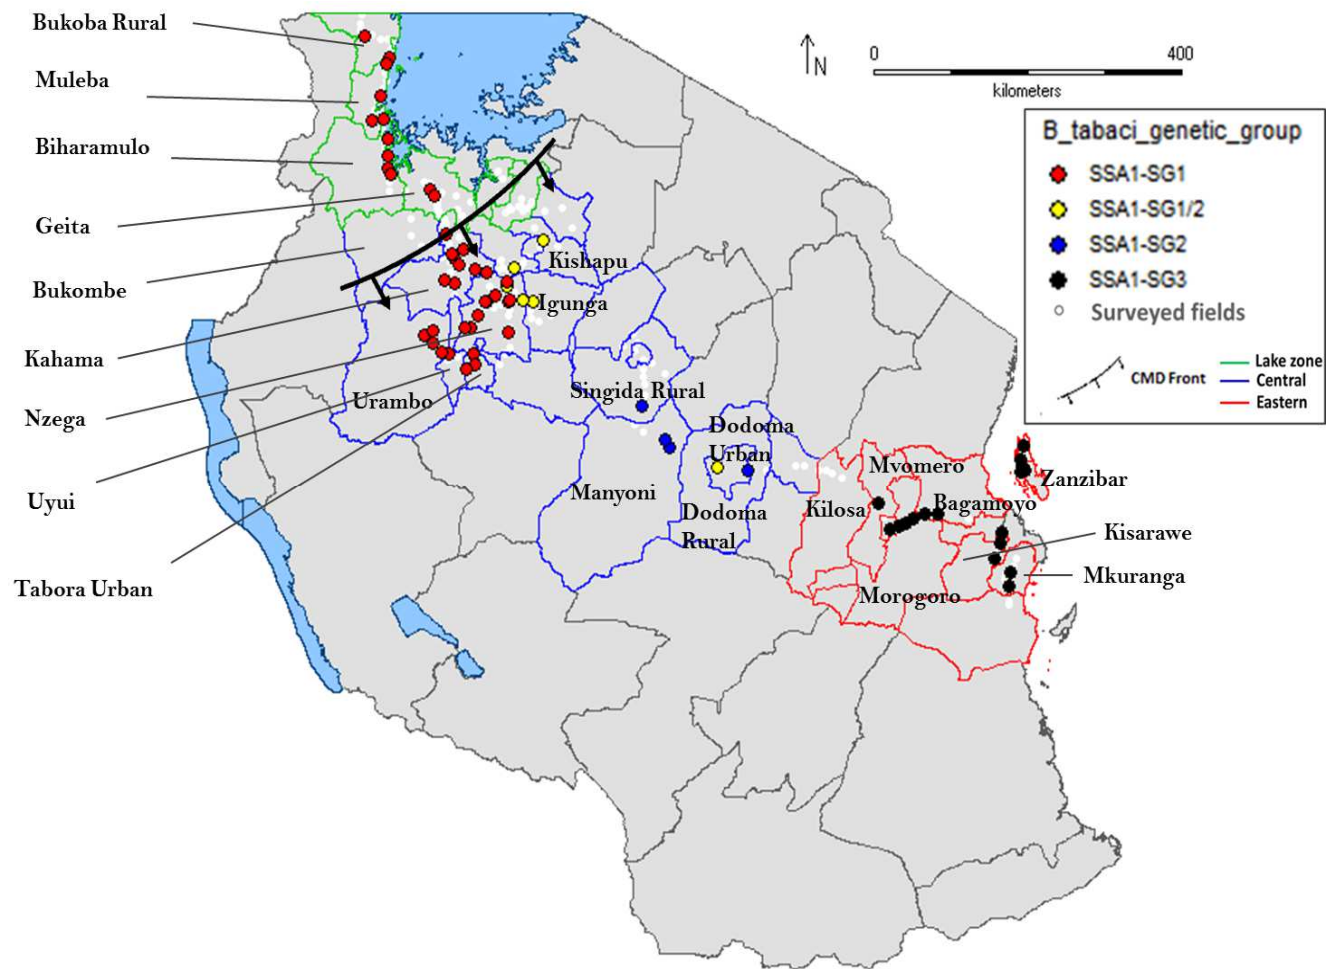 Bukoba Rural
Muleba
Biharamulo
Geita
Bukombe
Kahama
Nzega
Uyui
Tabora Urban
Kishapu
Igunga
Urambo
Singida Rural
Manyoni
Dodoma
Urban
Dodoma
Rural
Mvomero
Kilosa
Bagamoyo
Morogoro
Zanzibar
Kisarawe
Mkuranga
N
0 400
kilometers
B_tabaci_genetic_group
SSA1-SG1
SSA1-SG1/2
SSA1-SG2
SSA1-SG3
Surveyed fields
CMD Front
Lake zone
Central
Eastern